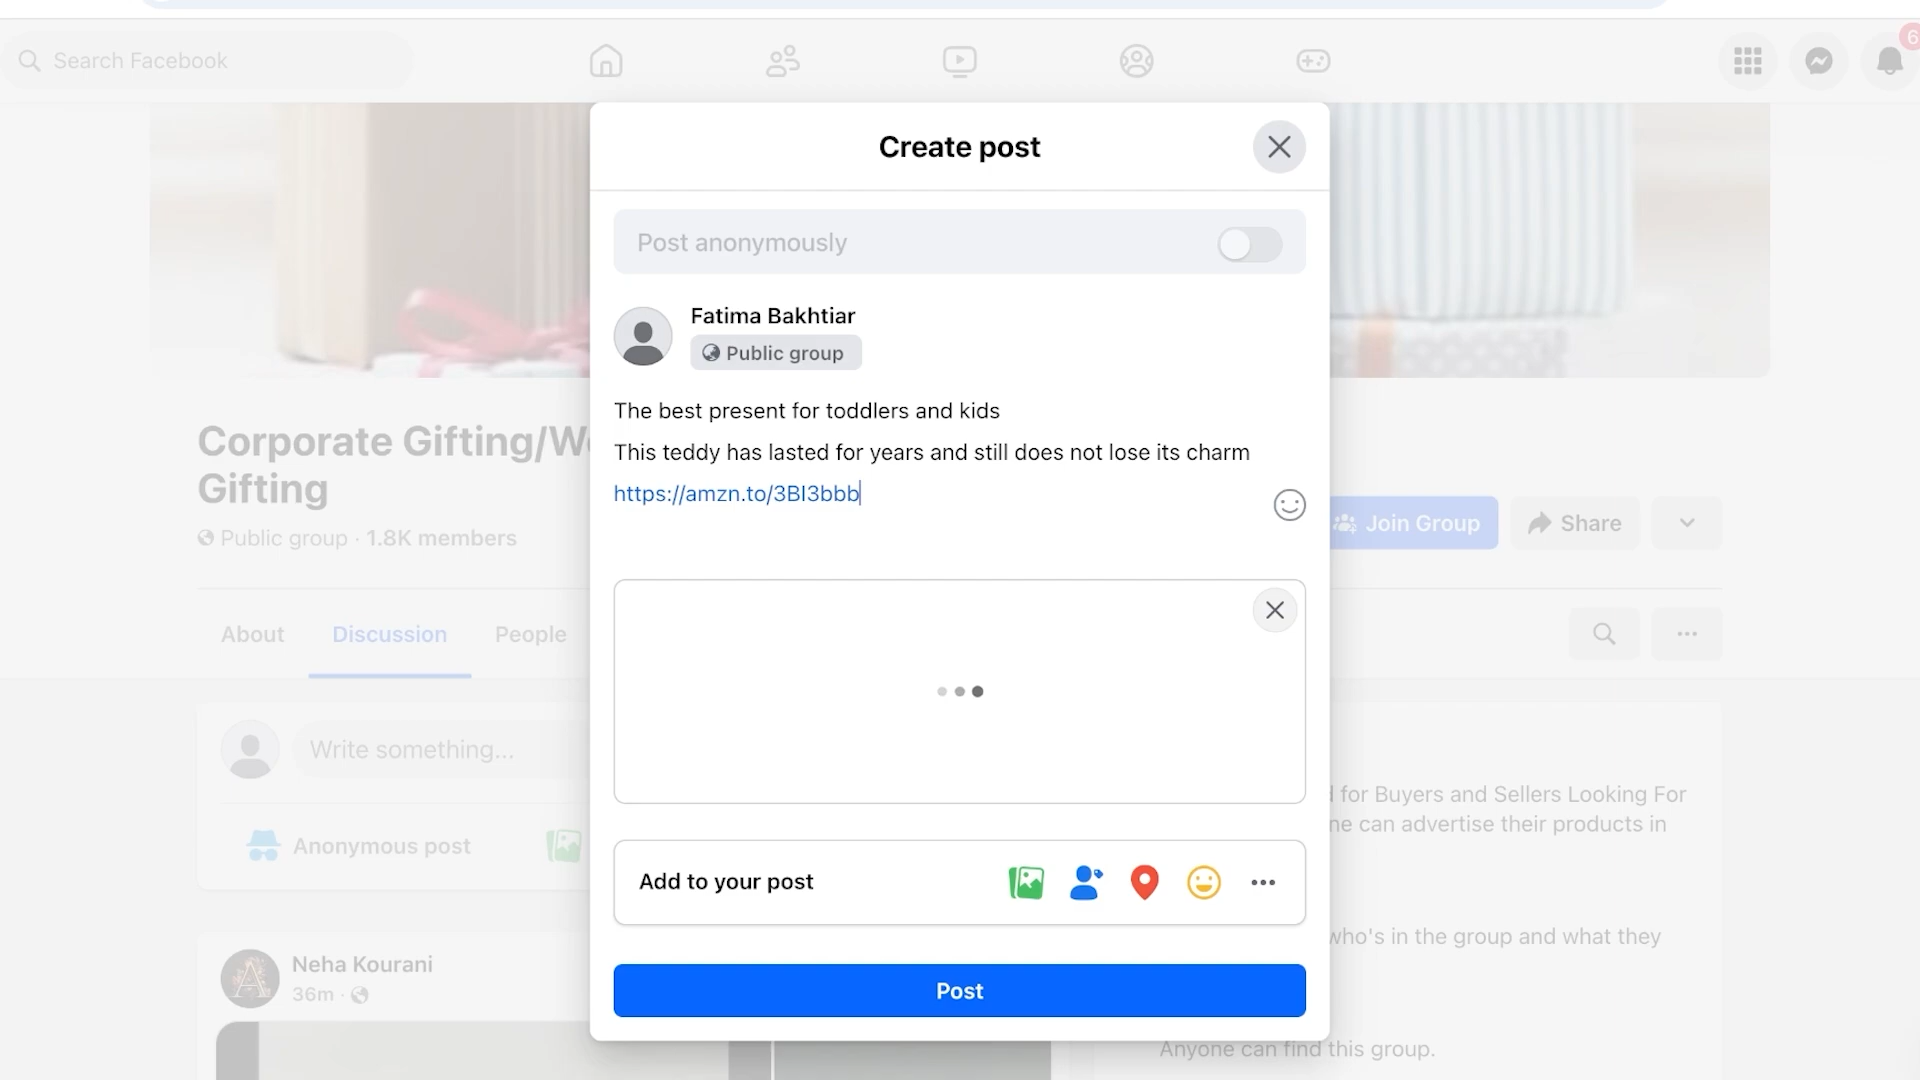 Search Facebook
6
Create post
Post anonymously
Fatima Bakhtiar
Public group
The best present for toddlers and kids
This teddy has lasted for years and still does not lose its charm
https://amzn.to/3BI3bbb
Corporate Gifting/We
Gifting
Public group · 1.8K members
Join Group
Share
About
Discussion
People
Write something...
Anonymous post
for Buyers and Sellers Looking For
can advertise their products in
Add to your post
who's in the group and what they
Neha Kourani
36m ·
Post
Anyone can find this group.